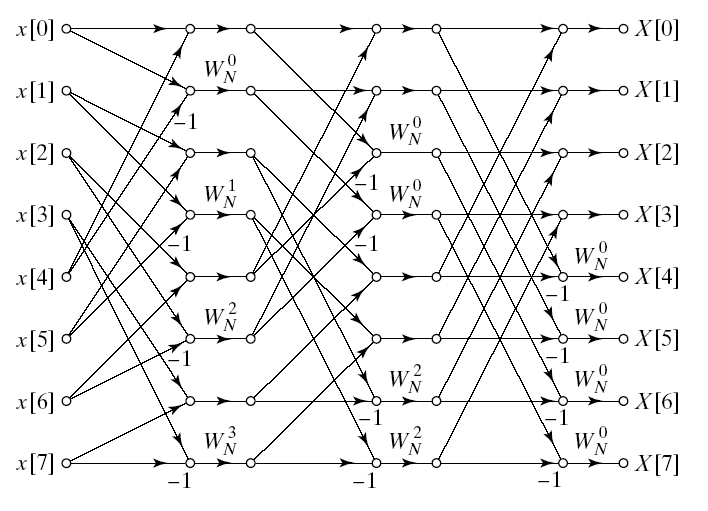 x[0] X[0]
W_N^0
x[1] X[1]
−1 W_N^0
x[2] X[2]
W_N^1 −1 W_N^0
x[3] X[3]
−1 −1 W_N^0
x[4] X[4]
W_N^2 −1 W_N^0
x[5] X[5]
−1 W_N^2 −1 W_N^0
x[6] X[6]
W_N^3 −1 W_N^2 −1 W_N^0
x[7] X[7]
−1 −1 −1